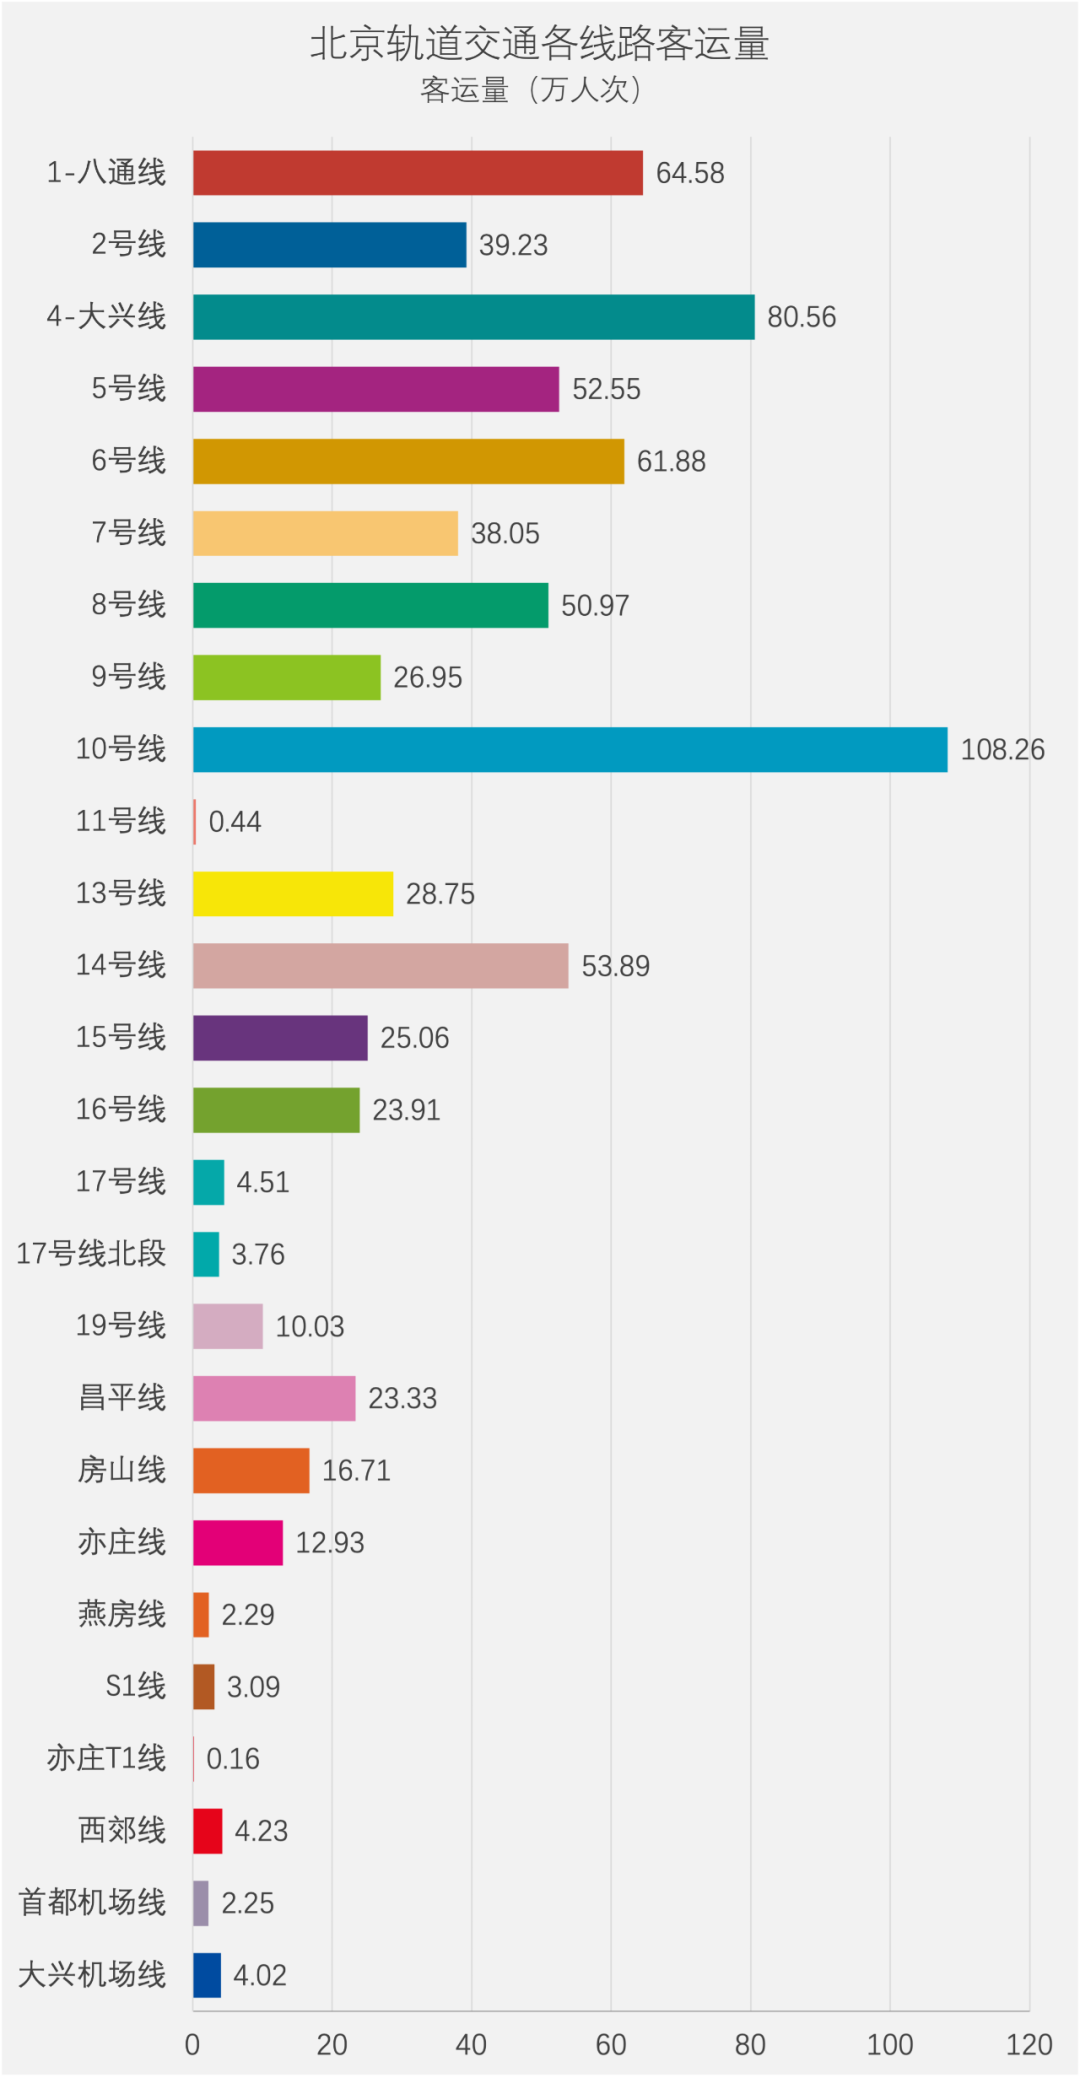 北京轨道交通各线路客运量
客运量（万人次）
1-八通线 64.58
2号线 39.23
4-大兴线 80.56
5号线 52.55
6号线 61.88
7号线 38.05
8号线 50.97
9号线 26.95
10号线 108.26
11号线 0.44
13号线 28.75
14号线 53.89
15号线 25.06
16号线 23.91
17号线 4.51
17号线北段 3.76
19号线 10.03
昌平线 23.33
房山线 16.71
亦庄线 12.93
燕房线 2.29
S1线 3.09
亦庄T1线 0.16
西郊线 4.23
首都机场线 2.25
大兴机场线 4.02
0 20 40 60 80 100 120